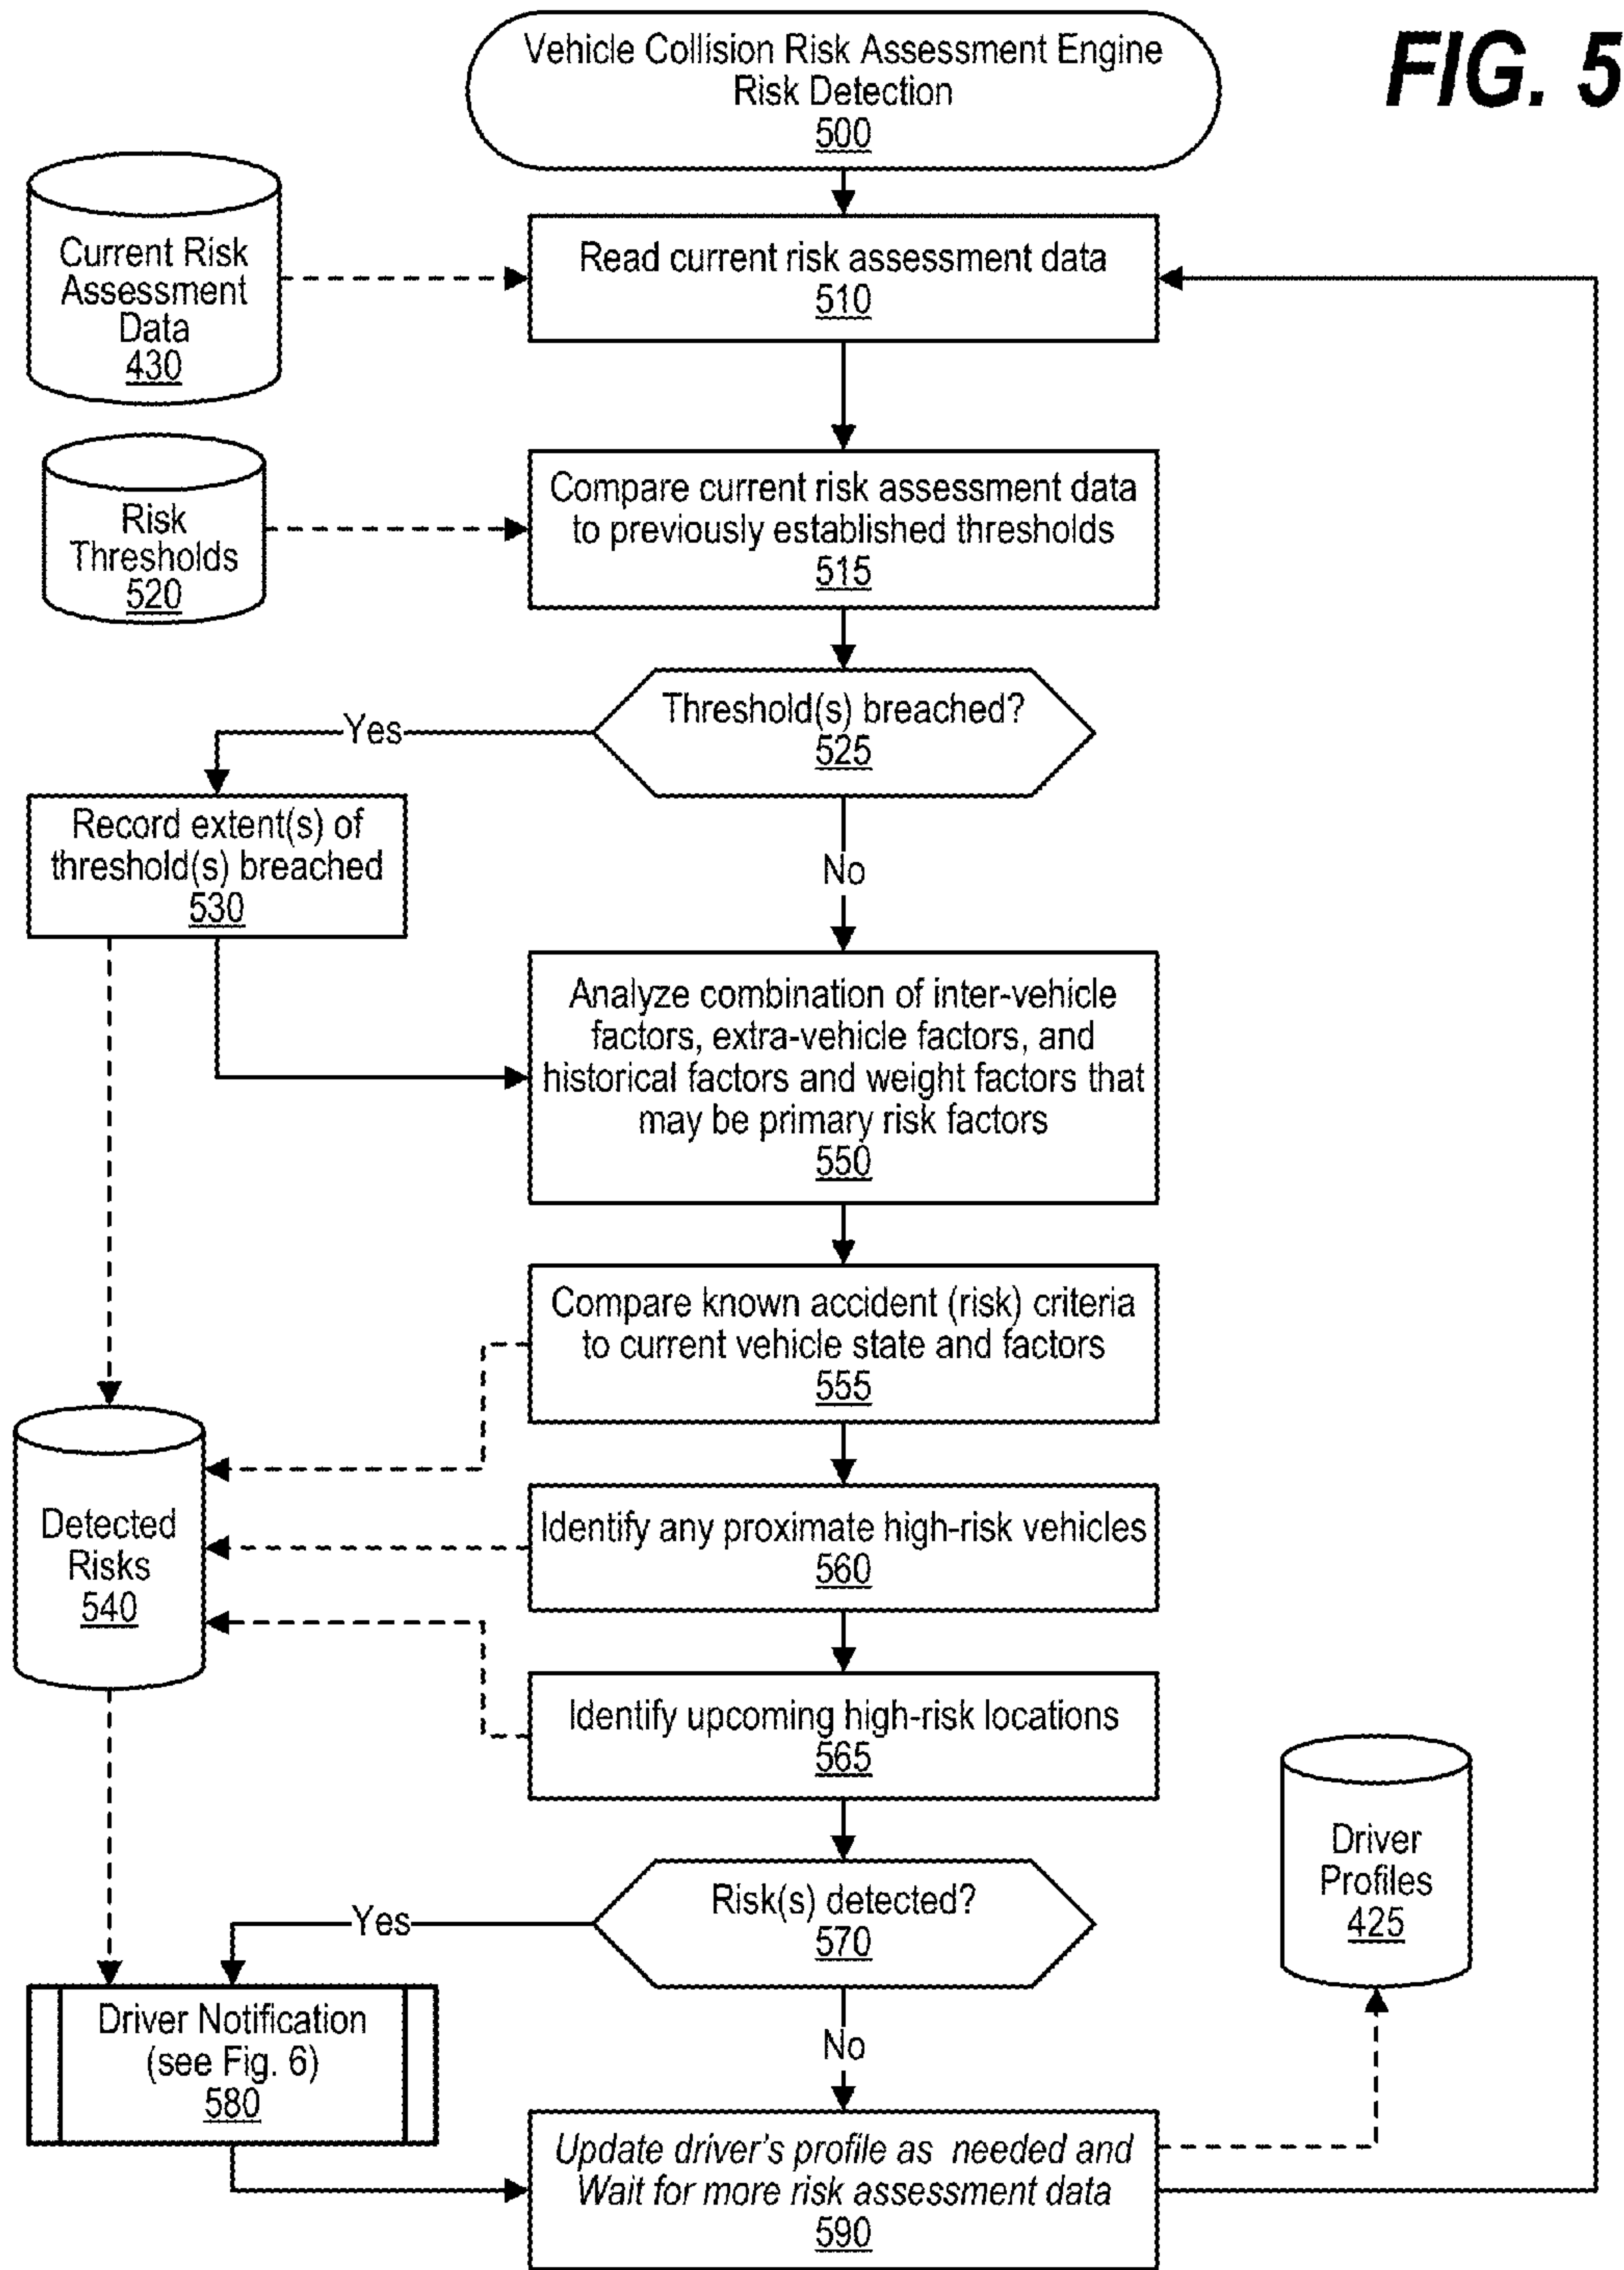 Vehicle Collision Risk Assessment Engine
Risk Detection
500
FIG. 5
Current Risk
Assessment
Data
430
Read current risk assessment data
510
Risk
Thresholds
520
Compare current risk assessment data
to previously established thresholds
515
Threshold(s) breached?
525
Yes
No
Record extent(s) of
threshold(s) breached
530
Analyze combination of inter-vehicle
factors, extra-vehicle factors, and
historical factors and weight factors that
may be primary risk factors
550
Compare known accident (risk) criteria
to current vehicle state and factors
555
Detected
Risks
540
Identify any proximate high-risk vehicles
560
Identify upcoming high-risk locations
565
Driver
Profiles
425
Risk(s) detected?
570
Yes
No
Driver Notification
(see Fig. 6)
580
Update driver's profile as needed and
Wait for more risk assessment data
590